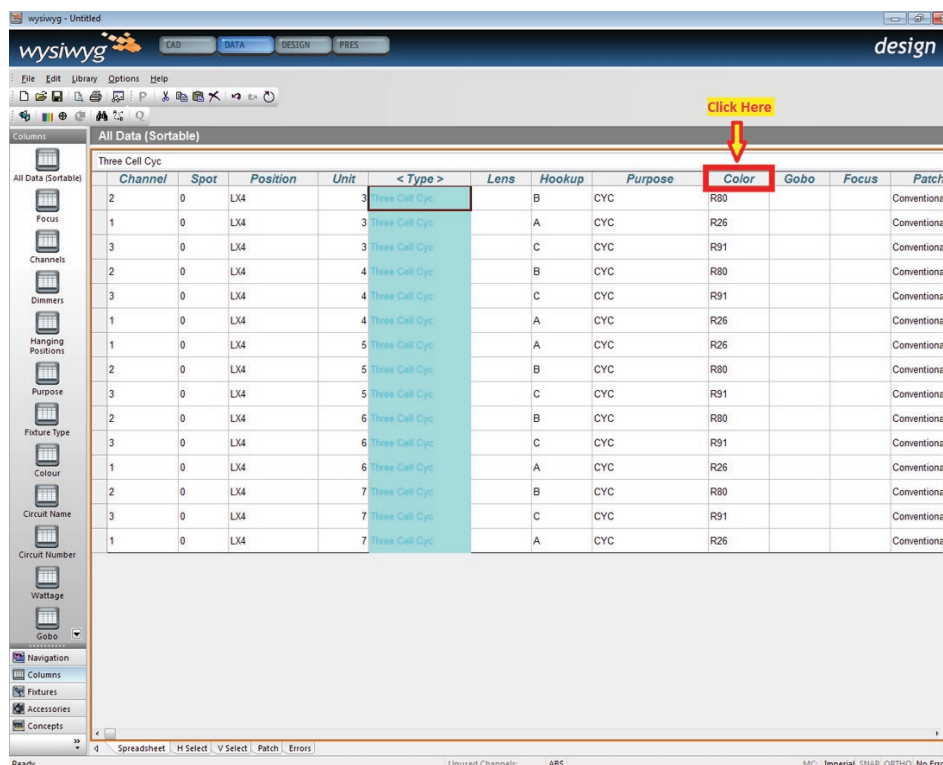 wysiwyg - Untitled
wysiwyg CAD DATA DESIGN PRES design
File Edit Library Options Help
Click Here
Columns All Data (Sortable)
Three Cell Cyc
Channel Spot Position Unit < Type > Lens Hookup Purpose Color Gobo Focus Patch
2 0 LX4 3 Three Cell Cyc B CYC R80 Conventiona
1 0 LX4 3 Three Cell Cyc A CYC R26 Conventiona
3 0 LX4 3 Three Cell Cyc C CYC R91 Conventiona
2 0 LX4 4 Three Cell Cyc B CYC R80 Conventiona
3 0 LX4 4 Three Cell Cyc C CYC R91 Conventiona
1 0 LX4 4 Three Cell Cyc A CYC R26 Conventiona
1 0 LX4 5 Three Cell Cyc A CYC R26 Conventiona
2 0 LX4 5 Three Cell Cyc B CYC R80 Conventiona
3 0 LX4 5 Three Cell Cyc C CYC R91 Conventiona
2 0 LX4 6 Three Cell Cyc B CYC R80 Conventiona
3 0 LX4 6 Three Cell Cyc C CYC R91 Conventiona
1 0 LX4 6 Three Cell Cyc A CYC R26 Conventiona
2 0 LX4 7 Three Cell Cyc B CYC R80 Conventiona
3 0 LX4 7 Three Cell Cyc C CYC R91 Conventiona
1 0 LX4 7 Three Cell Cyc A CYC R26 Conventiona
All Data (Sortable)
Focus
Channels
Dimmers
Hanging
Positions
Purpose
Fixture Type
Colour
Circuit Name
Circuit Number
Wattage
Gobo
Navigation
Columns
Fixtures
Accessories
Concepts
Spreadsheet H Select V Select Patch Errors
Ready Unused Channels: ABS MC: Imperial SNAP ORTHO No Erro